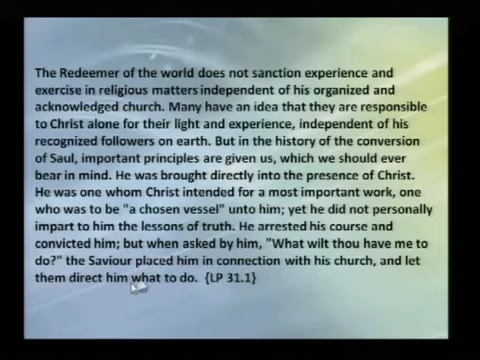 The Redeemer of the world does not sanction experience and
exercise in religious matters independent of his organized and
acknowledged church. Many have an idea that they are responsible
to Christ alone for their light and experience, independent of his
recognized followers on earth. But in the history of the conversion
of Saul, important principles are given us, which we should ever
bear in mind. He was brought directly into the presence of Christ.
He was one whom Christ intended for a most important work, one
who was to be "a chosen vessel" unto him; yet he did not personally
impart to him the lessons of truth. He arrested his course and
convicted him; but when asked by him, "What wilt thou have me to
do?" the Saviour placed him in connection with his church, and let
them direct him what to do. {LP 31.1}